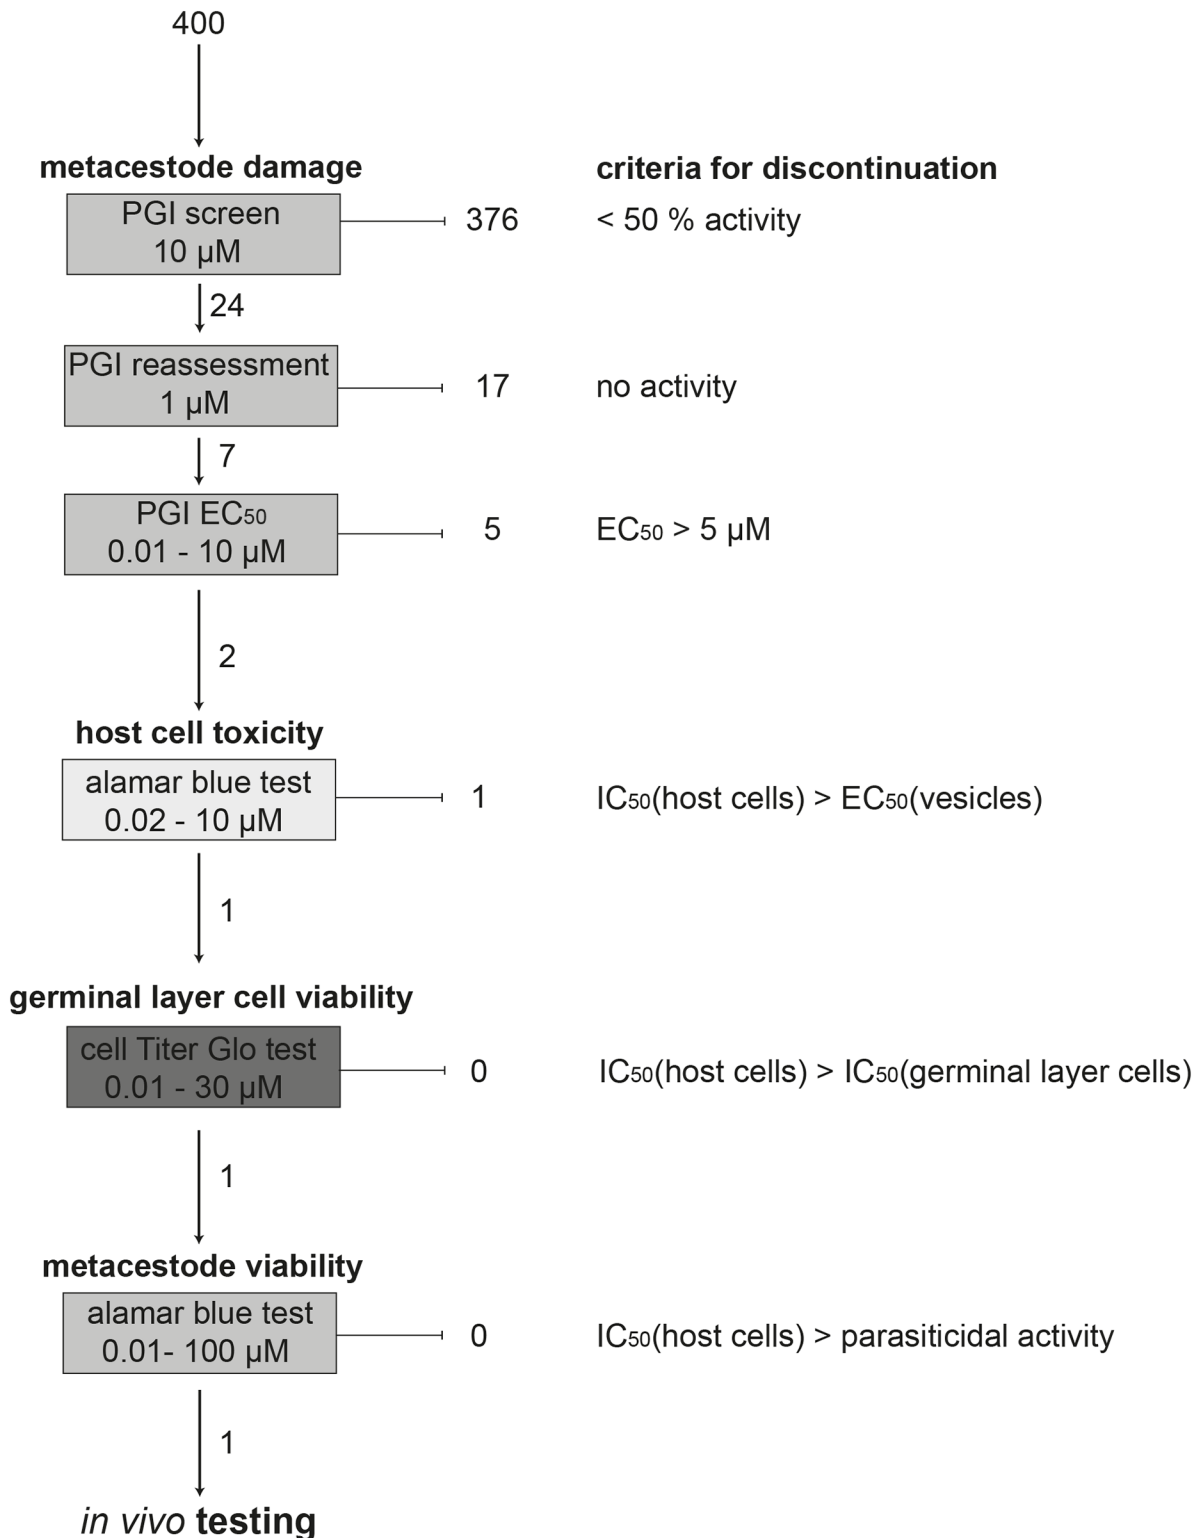 400
metacestode damage
criteria for discontinuation
PGI screen
10 µM
376
< 50 % activity
24
PGI reassessment
1 µM
17
no activity
7
PGI EC50
0.01 - 10 µM
5
EC50 > 5 µM
2
host cell toxicity
alamar blue test
0.02 - 10 µM
1
IC50(host cells) > EC50(vesicles)
1
germinal layer cell viability
cell Titer Glo test
0.01 - 30 µM
0
IC50(host cells) > IC50(germinal layer cells)
1
metacestode viability
alamar blue test
0.01- 100 µM
0
IC50(host cells) > parasiticidal activity
1
in vivo testing